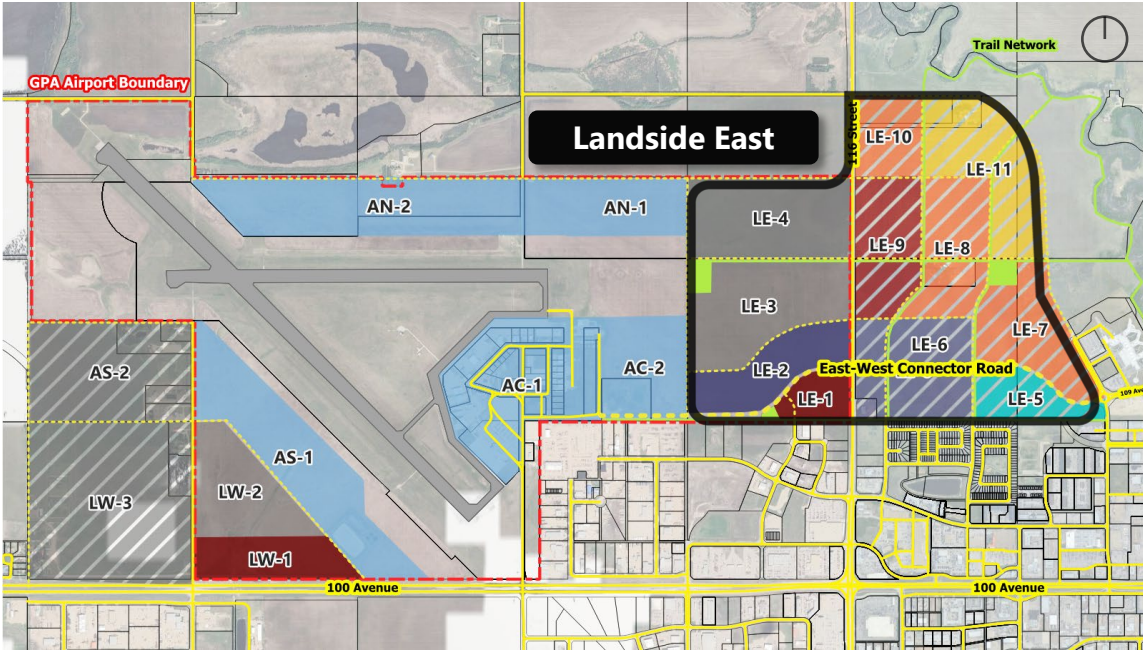 Trail Network
GPA Airport Boundary
Landside East
116 Street
LE-10
LE-11
AN-2
AN-1
LE-4
LE-9
LE-8
LE-3
LE-7
AS-2
LE-6
LE-2
East-West Connector Road
AC-1
AC-2
LE-1
LE-5
109 Ave
AS-1
LW-2
LW-3
LW-1
100 Avenue
100 Avenue